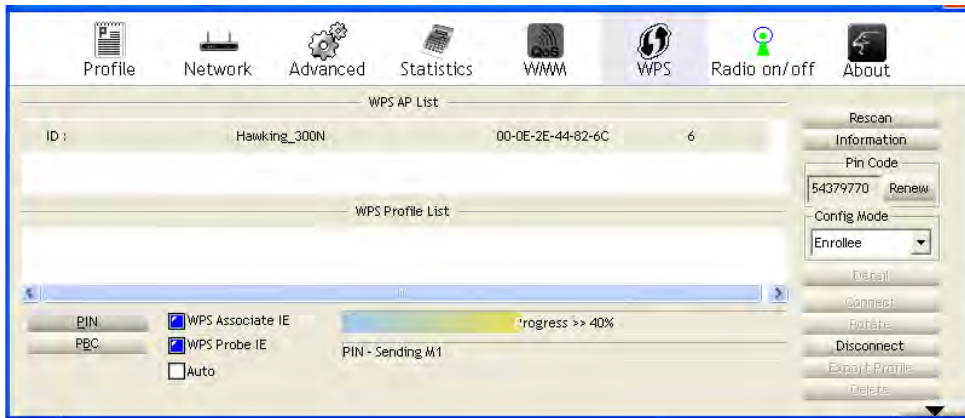 Profile Network Advanced Statistics WMM WPS Radio on/off About
QoS
WPS AP List
ID : Hawking_300N 00-0E-2E-44-82-6C 6
Rescan
Information
Pin Code
54379770 Renew
WPS Profile List
Config Mode
Enrollee
Detail
Connect
Rotate
Disconnect
Export Profile
Delete
PIN
PBC
WPS Associate IE
WPS Probe IE
Auto
Progress >> 40%
PIN - Sending M1